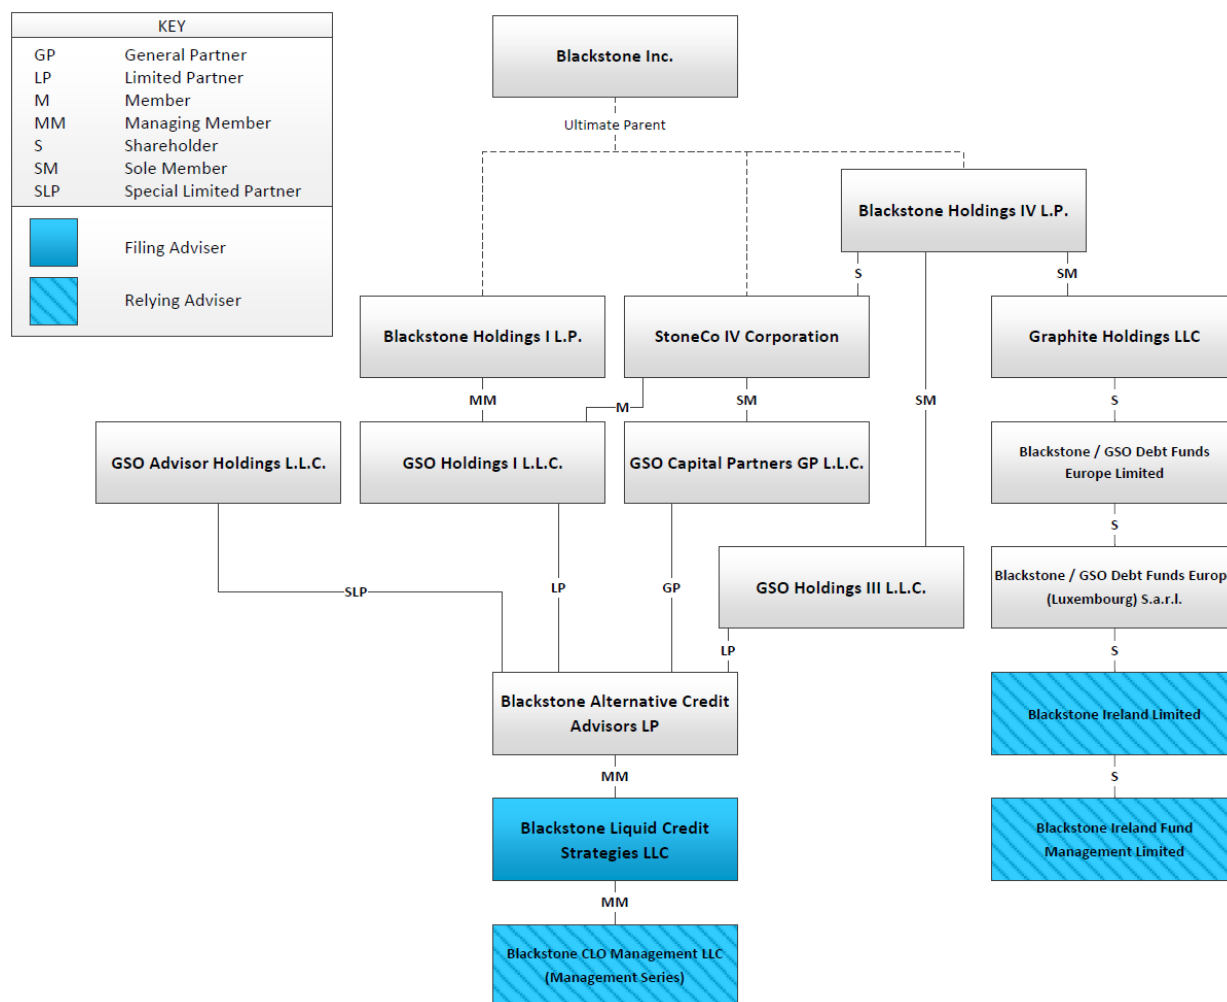 KEY
GP General Partner
LP Limited Partner
M Member
MM Managing Member
S Shareholder
SM Sole Member
SLP Special Limited Partner
Filing Adviser
Relying Adviser
Blackstone Inc.
Ultimate Parent
Blackstone Holdings IV L.P.
S
SM
Blackstone Holdings I L.P.
StoneCo IV Corporation
Graphite Holdings LLC
MM
M
SM
SM
S
GSO Advisor Holdings L.L.C.
GSO Holdings I L.L.C.
GSO Capital Partners GP L.L.C.
Blackstone / GSO Debt Funds
Europe Limited
S
GSO Holdings III L.L.C.
Blackstone / GSO Debt Funds Europ
(Luxembourg) S.a.r.l.
SLP
LP
GP
LP
S
Blackstone Alternative Credit
Advisors LP
Blackstone Ireland Limited
MM
S
Blackstone Liquid Credit
Strategies LLC
Blackstone Ireland Fund
Management Limited
MM
Blackstone CLO Management LLC
(Management Series)